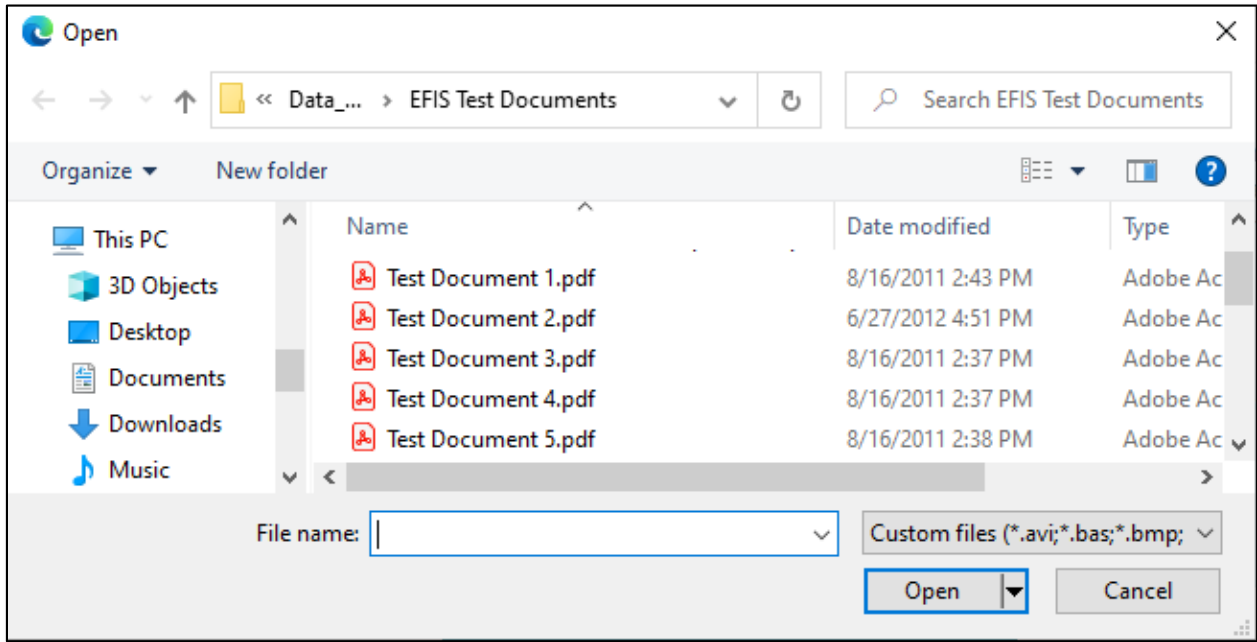 Open
« Data_... > EFIS Test Documents
Search EFIS Test Documents
Organize
New folder
This PC
3D Objects
Desktop
Documents
Downloads
Music
Name Date modified Type
Test Document 1.pdf 8/16/2011 2:43 PM Adobe Ac
Test Document 2.pdf 6/27/2012 4:51 PM Adobe Ac
Test Document 3.pdf 8/16/2011 2:37 PM Adobe Ac
Test Document 4.pdf 8/16/2011 2:37 PM Adobe Ac
Test Document 5.pdf 8/16/2011 2:38 PM Adobe Ac
File name:
Custom files (*.avi;*.bas;*.bmp;
Open
Cancel